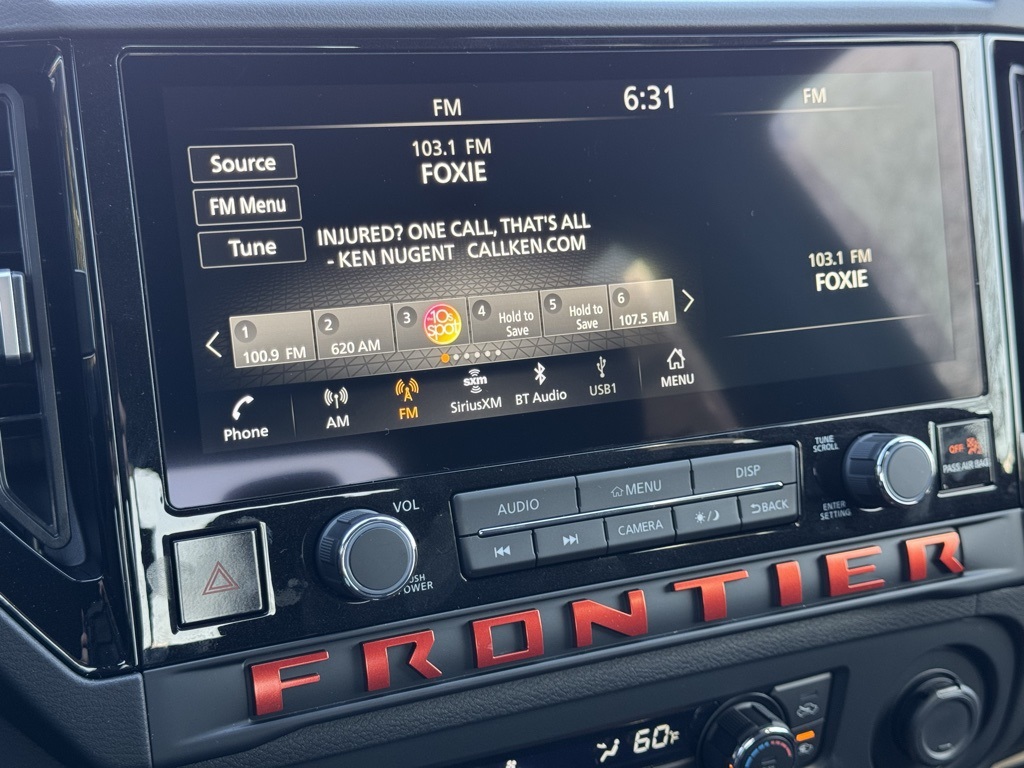 FM 6:31 FM
Source
FM Menu
Tune
103.1 FM
FOXIE
INJURED? ONE CALL, THAT'S ALL
- KEN NUGENT CALLKEN.COM
103.1 FM
FOXIE
1 100.9 FM
2 620 AM
3 10s spot
4 Hold to Save
5 Hold to Save
6 107.5 FM
Phone
AM
FM
sxm
SiriusXM
BT Audio
USB1
MENU
VOL
AUDIO
MENU
DISP
CAMERA
BACK
TUNE
SCROLL
ENTER
SETTING
OFF
PASS AIR BAG
POWER
FRONTIER
60F